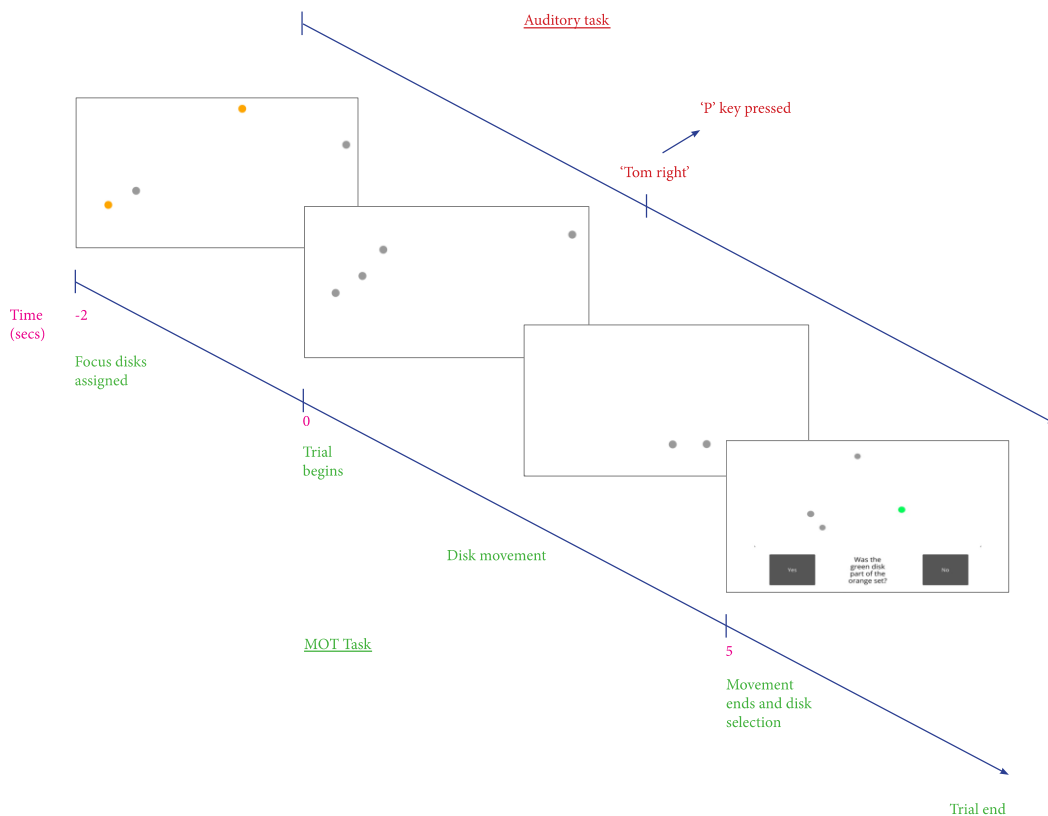 Auditory task
‘P’ key pressed
‘Tom right’
Time
(secs)
-2
Focus disks
assigned
0
Trial
begins
Disk movement
Yes
Was the
green disk
part of the
orange set?
No
MOT Task
5
Movement
ends and disk
selection
Trial end